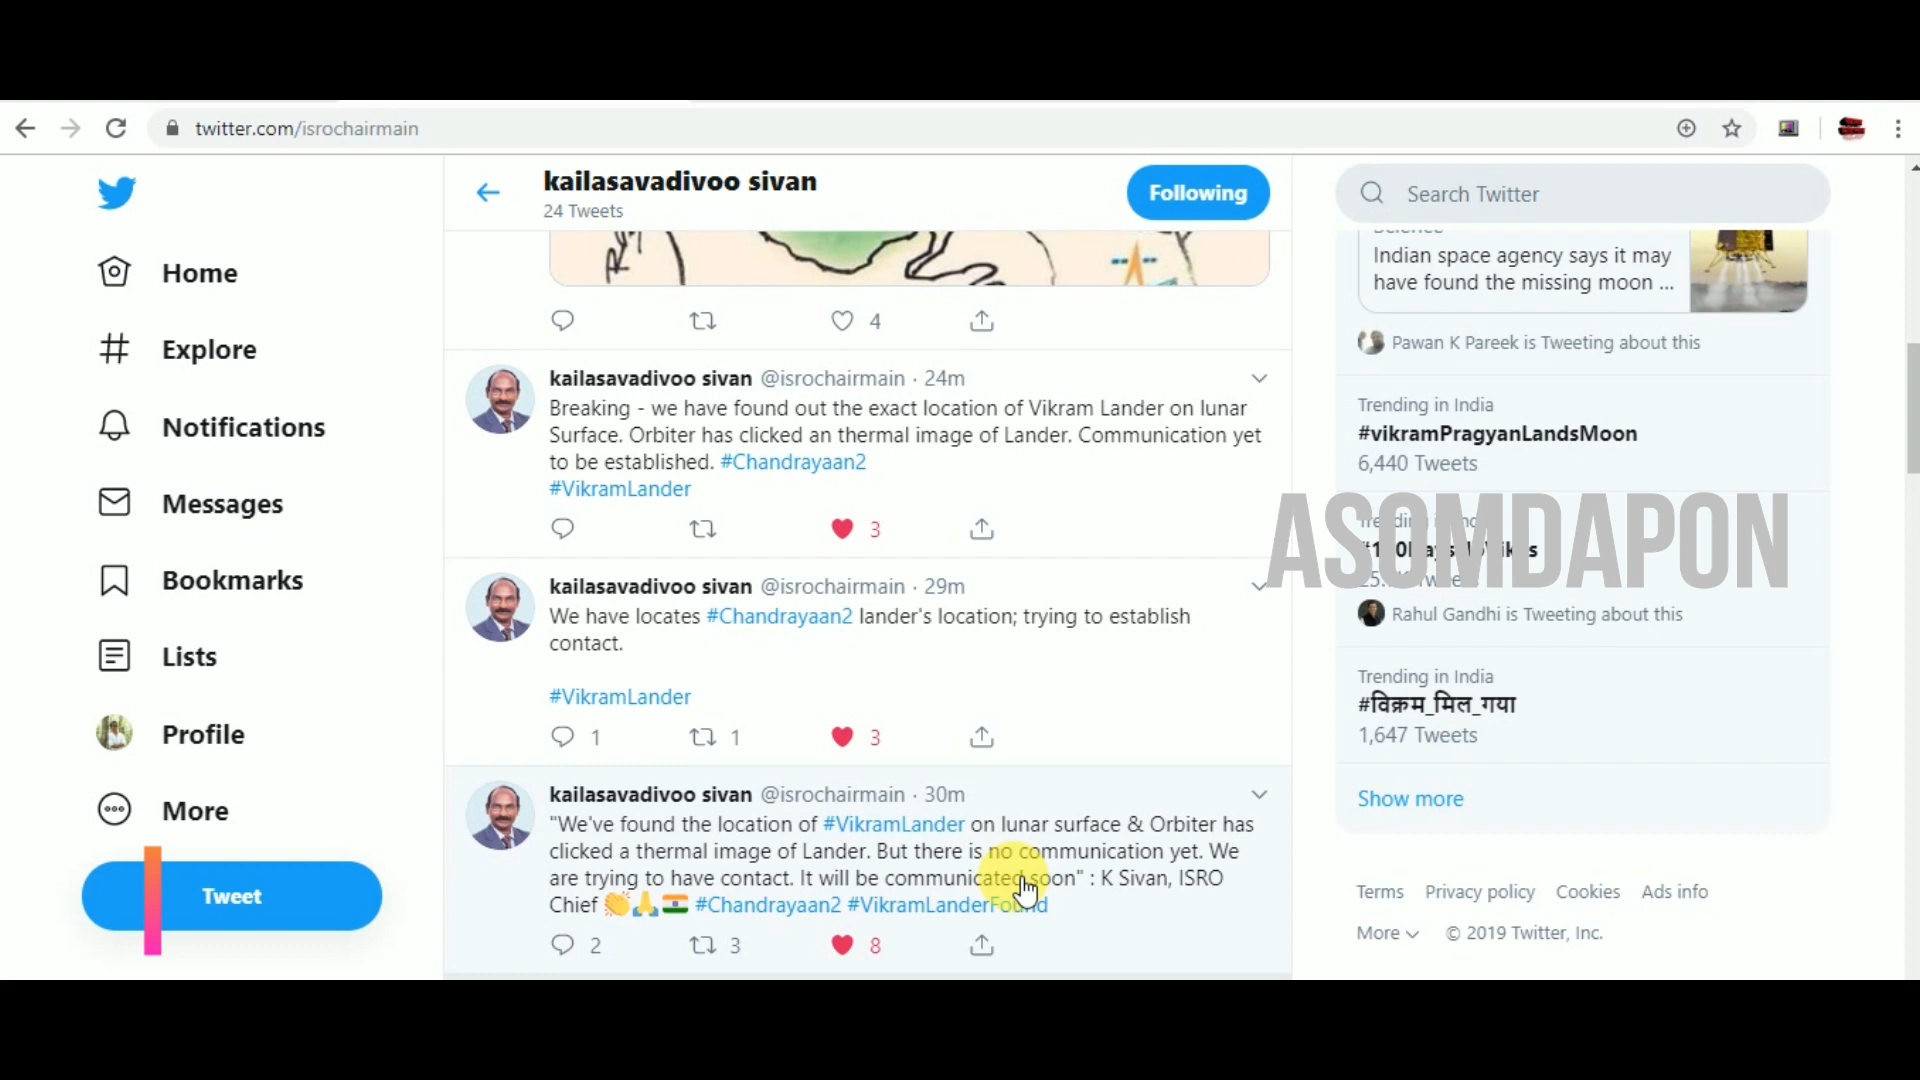 twitter.com/isrochairmain
kailasavadivoo sivan
24 Tweets
Following
Search Twitter
Home
Explore
Notifications
Messages
Bookmarks
Lists
Profile
More
Tweet
4
kailasavadivoo sivan @isrochairmain · 24m
Breaking - we have found out the exact location of Vikram Lander on lunar
Surface. Orbiter has clicked an thermal image of Lander. Communication yet
to be established. #Chandrayaan2
#VikramLander
3
kailasavadivoo sivan @isrochairmain · 29m
We have locates #Chandrayaan2 lander's location; trying to establish
contact.
#VikramLander
1 1 3
kailasavadivoo sivan @isrochairmain · 30m
"We've found the location of #VikramLander on lunar surface & Orbiter has
clicked a thermal image of Lander. But there is no communication yet. We
are trying to have contact. It will be communicated soon" : K Sivan, ISRO
Chief 👏🙏🇮🇳 #Chandrayaan2 #VikramLanderFound
2 3 8
Indian space agency says it may
have found the missing moon ...
Pawan K Pareek is Tweeting about this
Trending in India
#vikramPragyanLandsMoon
6,440 Tweets
ASOMDAPON
Rahul Gandhi is Tweeting about this
Trending in India
#विक्रम_मिल_गया
1,647 Tweets
Show more
Terms Privacy policy Cookies Ads info
More © 2019 Twitter, Inc.